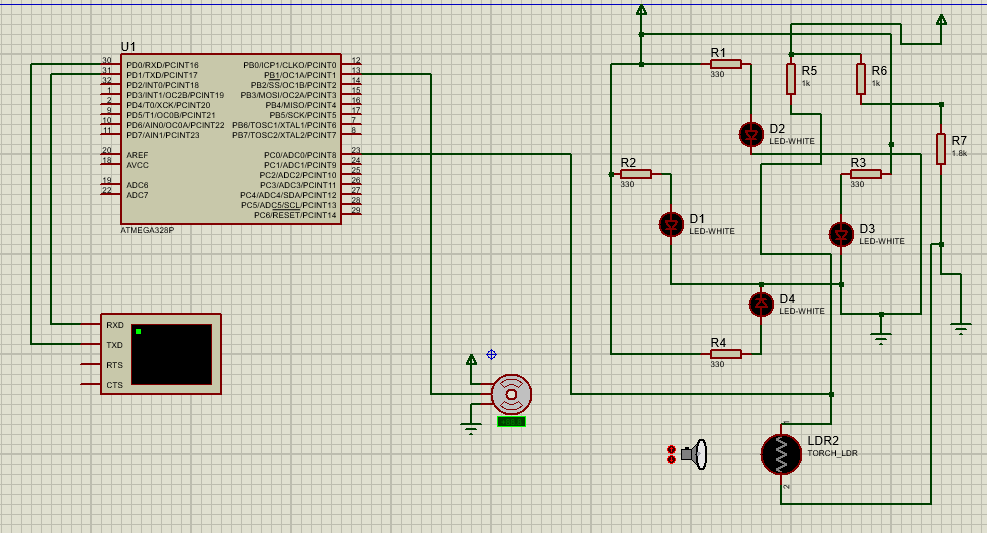 U1
30 PD0/RXD/PCINT16 PB0/ICP1/CLKO/PCINT0 12
31 PD1/TXD/PCINT17 PB1/OC1A/PCINT1 13
32 PD2/INT0/PCINT18 PB2/SS/OC1B/PCINT2 14
1 PD3/INT1/OC2B/PCINT19 PB3/MOSI/OC2A/PCINT3 15
2 PD4/T0/XCK/PCINT20 PB4/MISO/PCINT4 16
9 PD5/T1/OC0B/PCINT21 PB5/SCK/PCINT5 17
10 PD6/AIN0/OC0A/PCINT22 PB6/TOSC1/XTAL1/PCINT6 7
11 PD7/AIN1/PCINT23 PB7/TOSC2/XTAL2/PCINT7 8
20 AREF PC0/ADC0/PCINT8 23
18 AVCC PC1/ADC1/PCINT9 24
PC2/ADC2/PCINT10 25
19 ADC6 PC3/ADC3/PCINT11 26
22 ADC7 PC4/ADC4/SDA/PCINT12 27
PC5/ADC5/SCL/PCINT13 28
PC6/RESET/PCINT14 29
ATMEGA328P
RXD
TXD
RTS
CTS
R1
330
R5
1k
R6
1k
D2
LED-WHITE
R7
1.8k
R2
330
R3
330
D1
LED-WHITE
D3
LED-WHITE
D4
LED-WHITE
R4
330
LDR2
TORCH_LDR
1
2